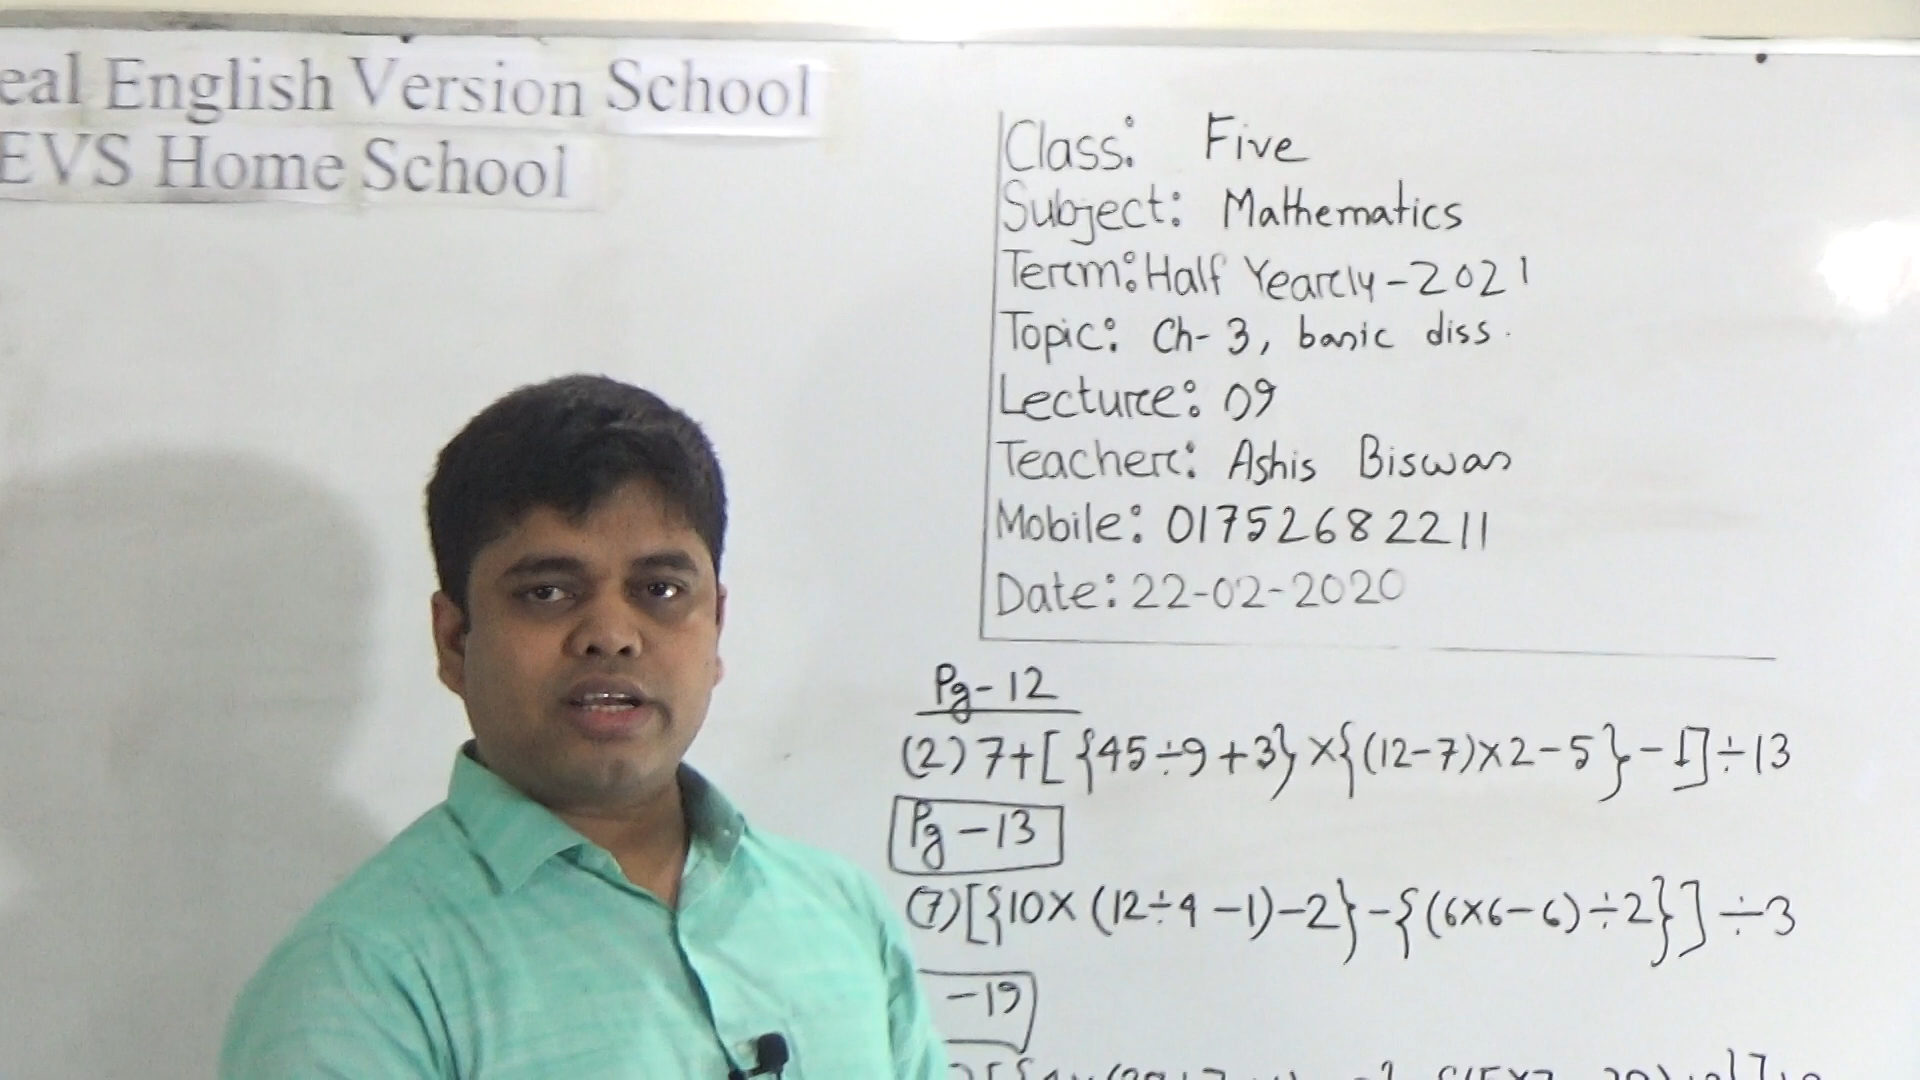 eal English Version School
EVS Home School
Class: Five
Subject: Mathematics
Term: Half Yearly-2021
Topic: Ch-3, basic diss.
Lecture: 09
Teacher: Ashis Biswas
Mobile: 01752682211
Date: 22-02-2020
Pg-12
(2) 7+[{45÷9+3}×{(12-7)×2-5}-1]÷13
Pg-13
(7)[{10×(12÷4-1)-2}-{(6×6-6)÷2}]÷3
-19